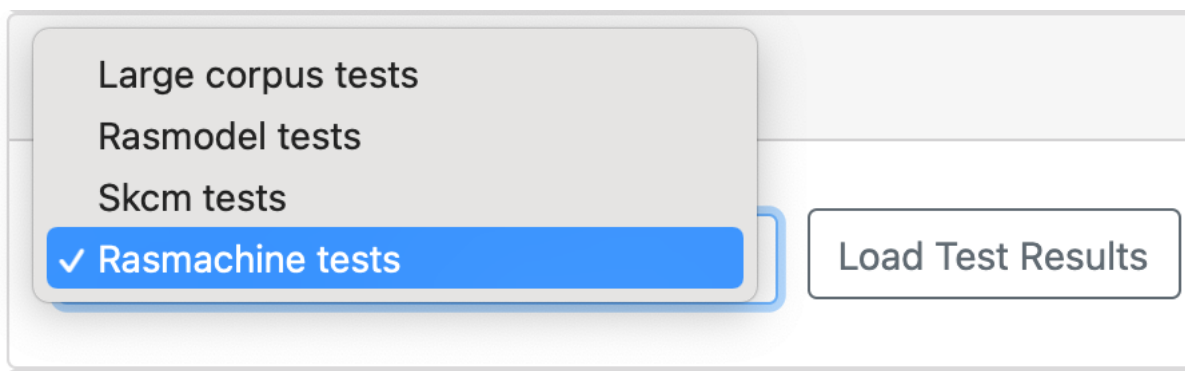 Large corpus tests
Rasmodel tests
Skcm tests
✓ Rasmachine tests
Load Test Results